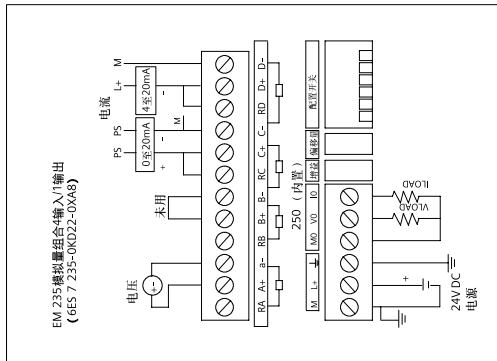 EM 235模拟量组合4输入/1输出
(6ES 7 235-0KD22-0XA8)
电压
未用
电流
+
-
PS
PS
L+
M
0至20mA
4至20mA
+
-
M
-
RA
A+
a-
RB
B+
B-
RC
C+
C-
RD
D+
D-
250(内置)
M
L+
M0
V0
I0
增益
偏移量
配置开关
24V DC
电源
+
-
VLOAD
ILOAD